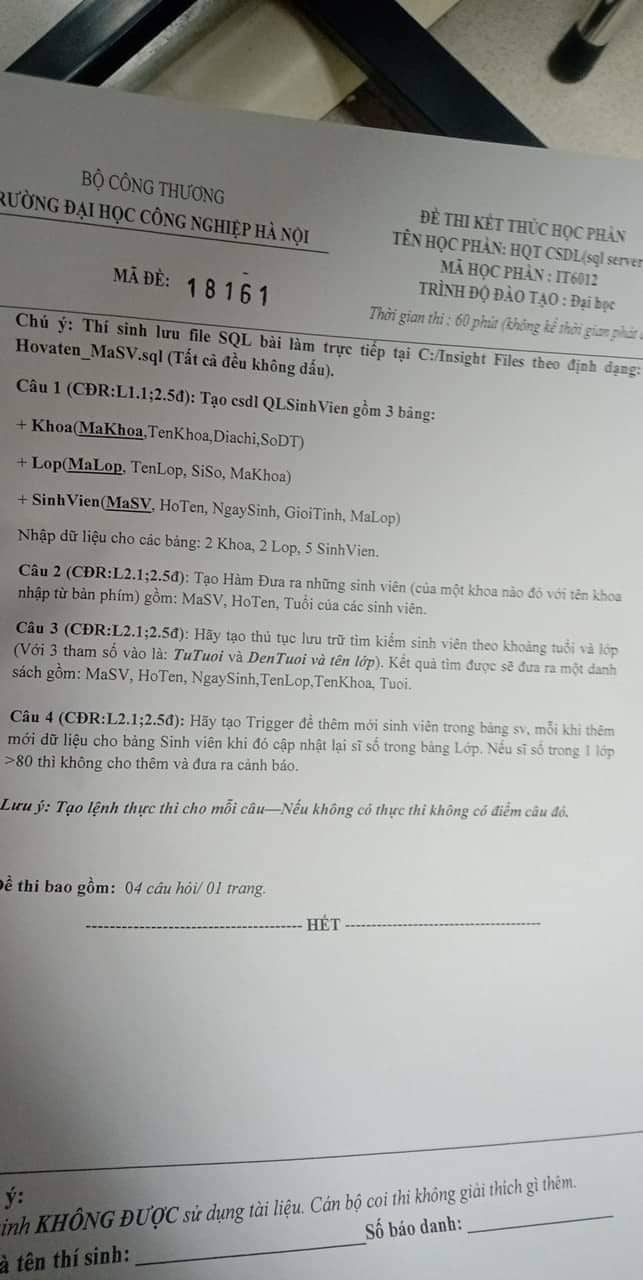 BỘ CÔNG THƯƠNG
RƯỜNG ĐẠI HỌC CÔNG NGHIỆP HÀ NỘI
ĐỀ THI KẾT THÚC HỌC PHẦN
TÊN HỌC PHẦN: HQT CSDL(sql server
MÃ ĐỀ: 18161
MÃ HỌC PHẦN : IT6012
TRÌNH ĐỘ ĐÀO TẠO : Đại học
Thời gian thi : 60 phút (không kể thời gian phát
Chú ý: Thí sinh lưu file SQL bài làm trực tiếp tại C:/Insight Files theo định dạng:
Hovaten_MaSV.sql (Tất cả đều không dấu).
Câu 1 (CĐR:L1.1;2.5đ): Tạo csdl QLSinhVien gồm 3 bảng:
+ Khoa(MaKhoa,TenKhoa,Diachi,SoDT)
+ Lop(MaLop, TenLop, SiSo, MaKhoa)
+ SinhVien(MaSV, HoTen, NgaySinh, GioiTinh, MaLop)
Nhập dữ liệu cho các bảng: 2 Khoa, 2 Lop, 5 SinhVien.
Câu 2 (CĐR:L2.1;2.5đ): Tạo Hàm Đưa ra những sinh viên (của một khoa nào đó với tên khoa
nhập từ bàn phím) gồm: MaSV, HoTen, Tuổi của các sinh viên.
Câu 3 (CĐR:L2.1;2.5đ): Hãy tạo thủ tục lưu trữ tìm kiếm sinh viên theo khoảng tuổi và lớp
(Với 3 tham số vào là: TuTuoi và DenTuoi và tên lớp). Kết quả tìm được sẽ đưa ra một danh
sách gồm: MaSV, HoTen, NgaySinh,TenLop,TenKhoa, Tuoi.
Câu 4 (CĐR:L2.1;2.5đ): Hãy tạo Trigger để thêm mới sinh viên trong bảng sv, mỗi khi thêm
mới dữ liệu cho bảng Sinh viên khi đó cập nhật lại sĩ số trong bảng Lớp. Nếu sĩ số trong 1 lớp
>80 thì không cho thêm và đưa ra cảnh báo.
Lưu ý: Tạo lệnh thực thi cho mỗi câu—Nếu không có thực thi không có điểm câu đó.
Đề thi bao gồm: 04 câu hỏi/ 01 trang.
HẾT
ý:
sinh KHÔNG ĐƯỢC sử dụng tài liệu. Cán bộ coi thi không giải thích gì thêm.
à tên thí sinh: Số báo danh: